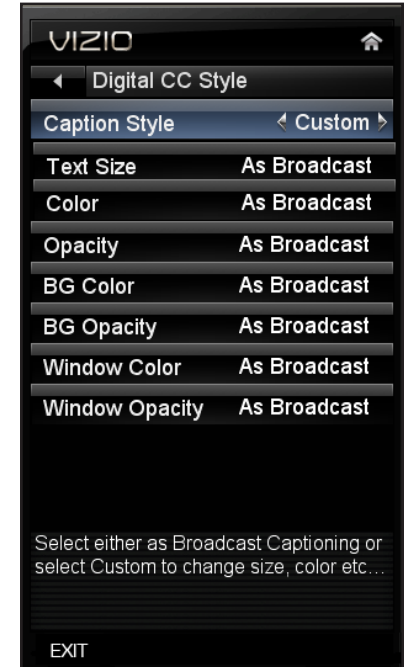 VIZIO
Digital CC Style
Caption Style Custom
Text Size As Broadcast
Color As Broadcast
Opacity As Broadcast
BG Color As Broadcast
BG Opacity As Broadcast
Window Color As Broadcast
Window Opacity As Broadcast
Select either as Broadcast Captioning or
select Custom to change size, color etc...
EXIT